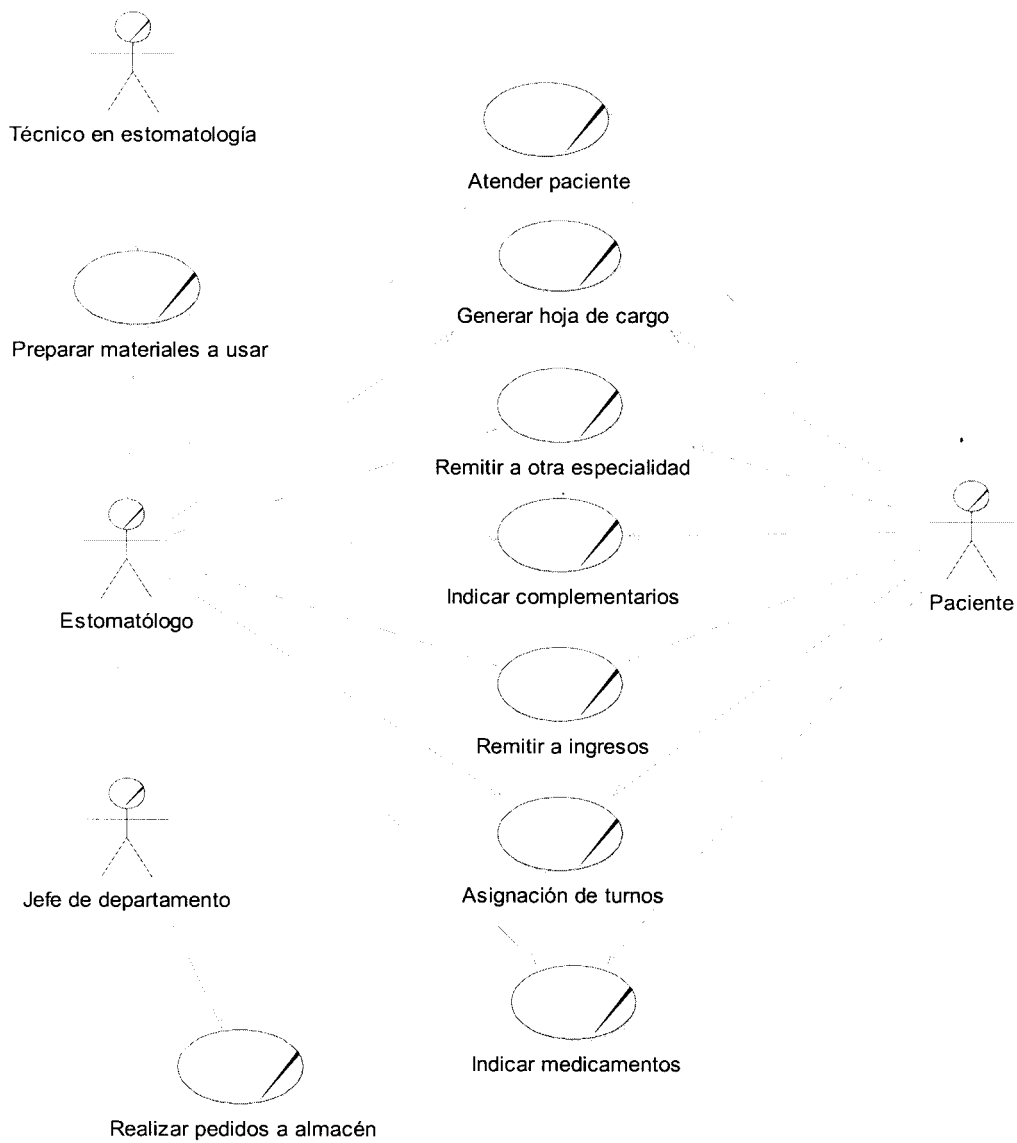 Técnico en estomatología
Atender paciente
Generar hoja de cargo
Preparar materiales a usar
Remitir a otra especialidad
Indicar complementarios
Paciente
Estomatólogo
Remitir a ingresos
Asignación de turnos
Jefe de departamento
Indicar medicamentos
Realizar pedidos a almacén